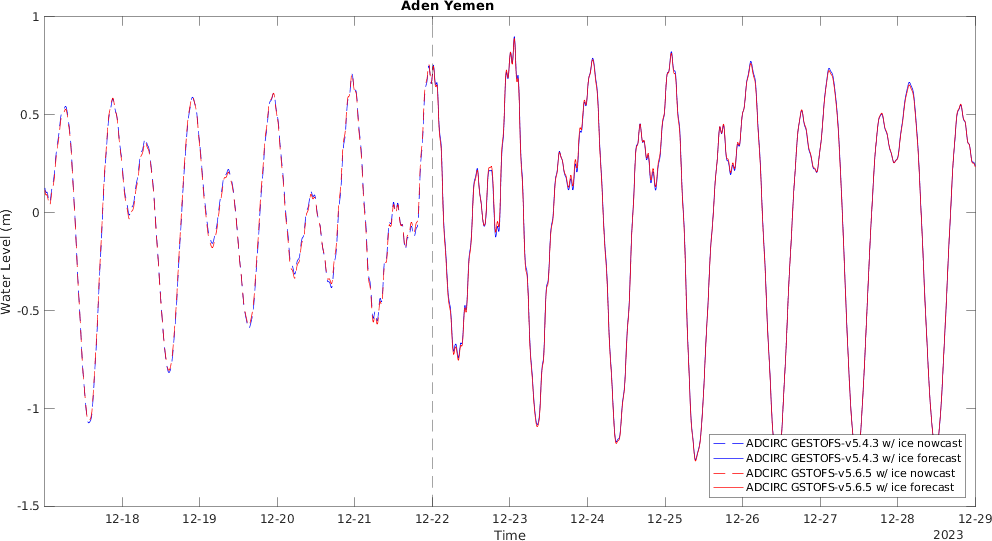 Aden Yemen
1
0.5
0
-0.5
-1
-1.5
Water Level (m)
12-18
12-19
12-20
12-21
12-22
12-23
12-24
12-25
12-26
12-27
12-28
12-29
2023
Time
ADCIRC GESTOFS-v5.4.3 w/ ice nowcast
ADCIRC GESTOFS-v5.4.3 w/ ice forecast
ADCIRC GSTOFS-v5.6.5 w/ ice nowcast
ADCIRC GSTOFS-v5.6.5 w/ ice forecast